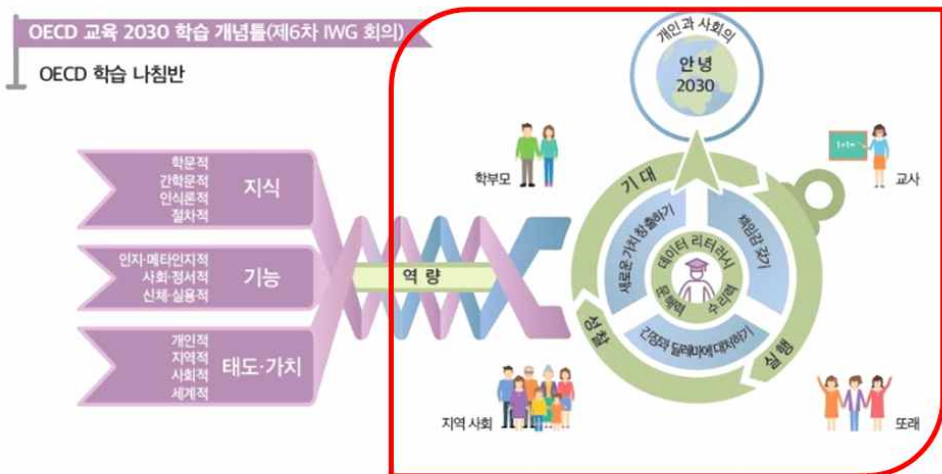 OECD 교육 2030 학습 개념틀(제6차 IWG 회의)
OECD 학습 나침반
학문적
간학문적
인식론적
절차적
지식
인지·메타인지적
사회·정서적
신체·실용적
기능
개인적
지역적
사회적
세계적
태도·가치
역 량
개인과 사회의
안 녕
2030
학부모
교사
1+1=
기 대
새로운 가치 창출하기
책임감 갖기
데이터 리터러시
문해력
수리력
긴장과 딜레마에 대처하기
성 찰
실 행
지역 사회
또래